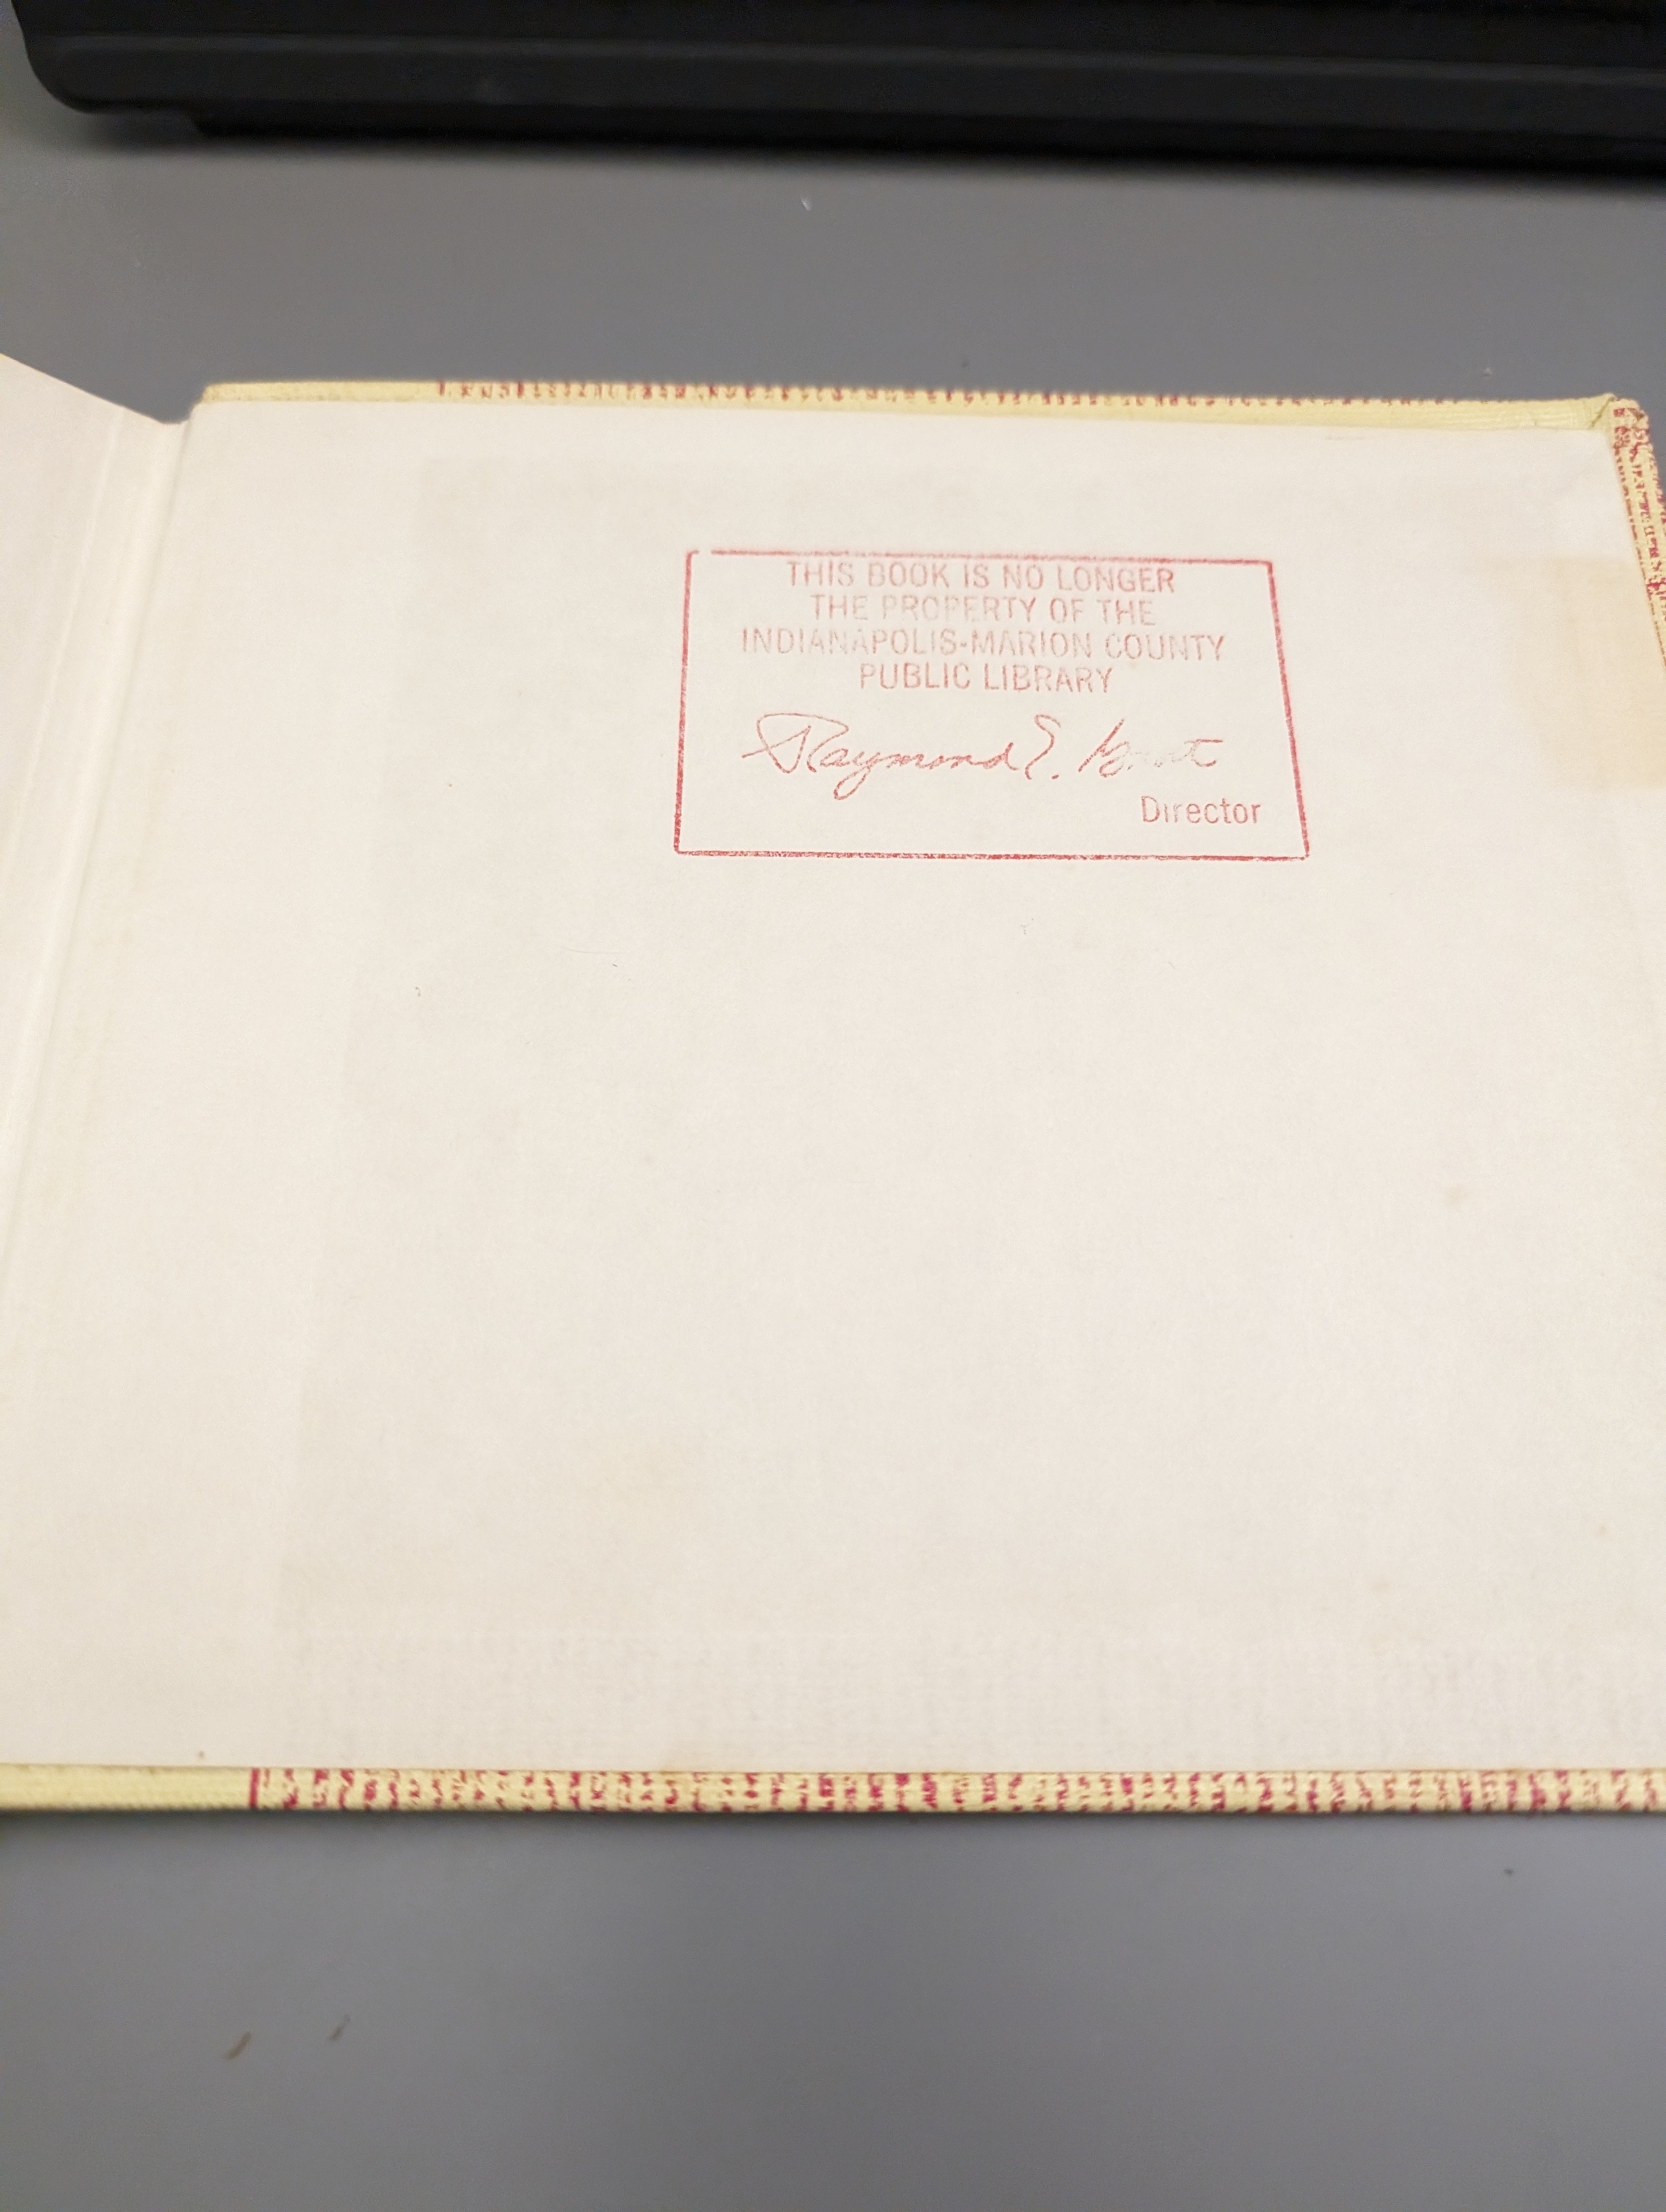 THIS BOOK IS NO LONGER
THE PROPERTY OF THE
INDIANAPOLIS-MARION COUNTY
PUBLIC LIBRARY
Raymond E.
Director